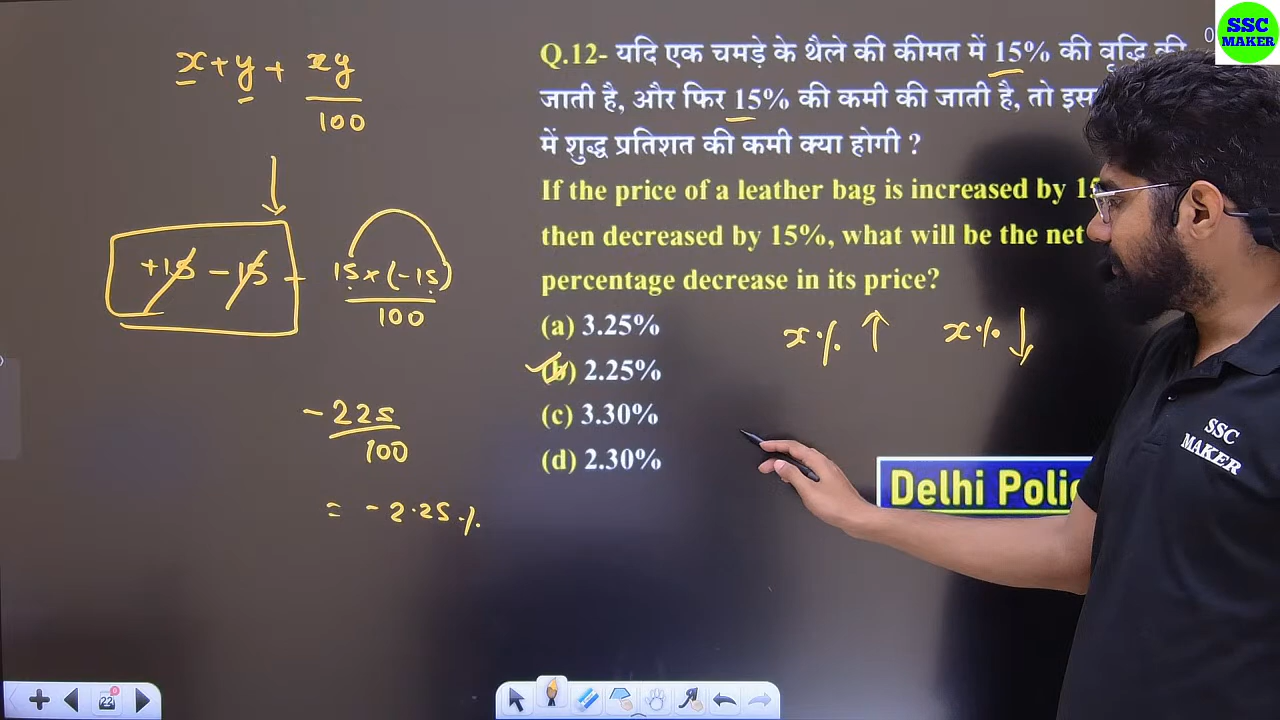 SSC
MAKER
x+y+ xy
100
Q.12- यदि एक चमड़े के थैले की कीमत में 15% की वृद्धि की
जाती है, और फिर 15% की कमी की जाती है, तो इस
में शुद्ध प्रतिशत की कमी क्या होगी ?
If the price of a leather bag is increased by
then decreased by 15%, what will be the net
percentage decrease in its price?
(a) 3.25%
(b) 2.25%
(c) 3.30%
(d) 2.30%
+15 - 15 - 15 x (-15)
100
x% ↑ x% ↓
-225
100
= -2.25%
SSC
MAKER
Delhi